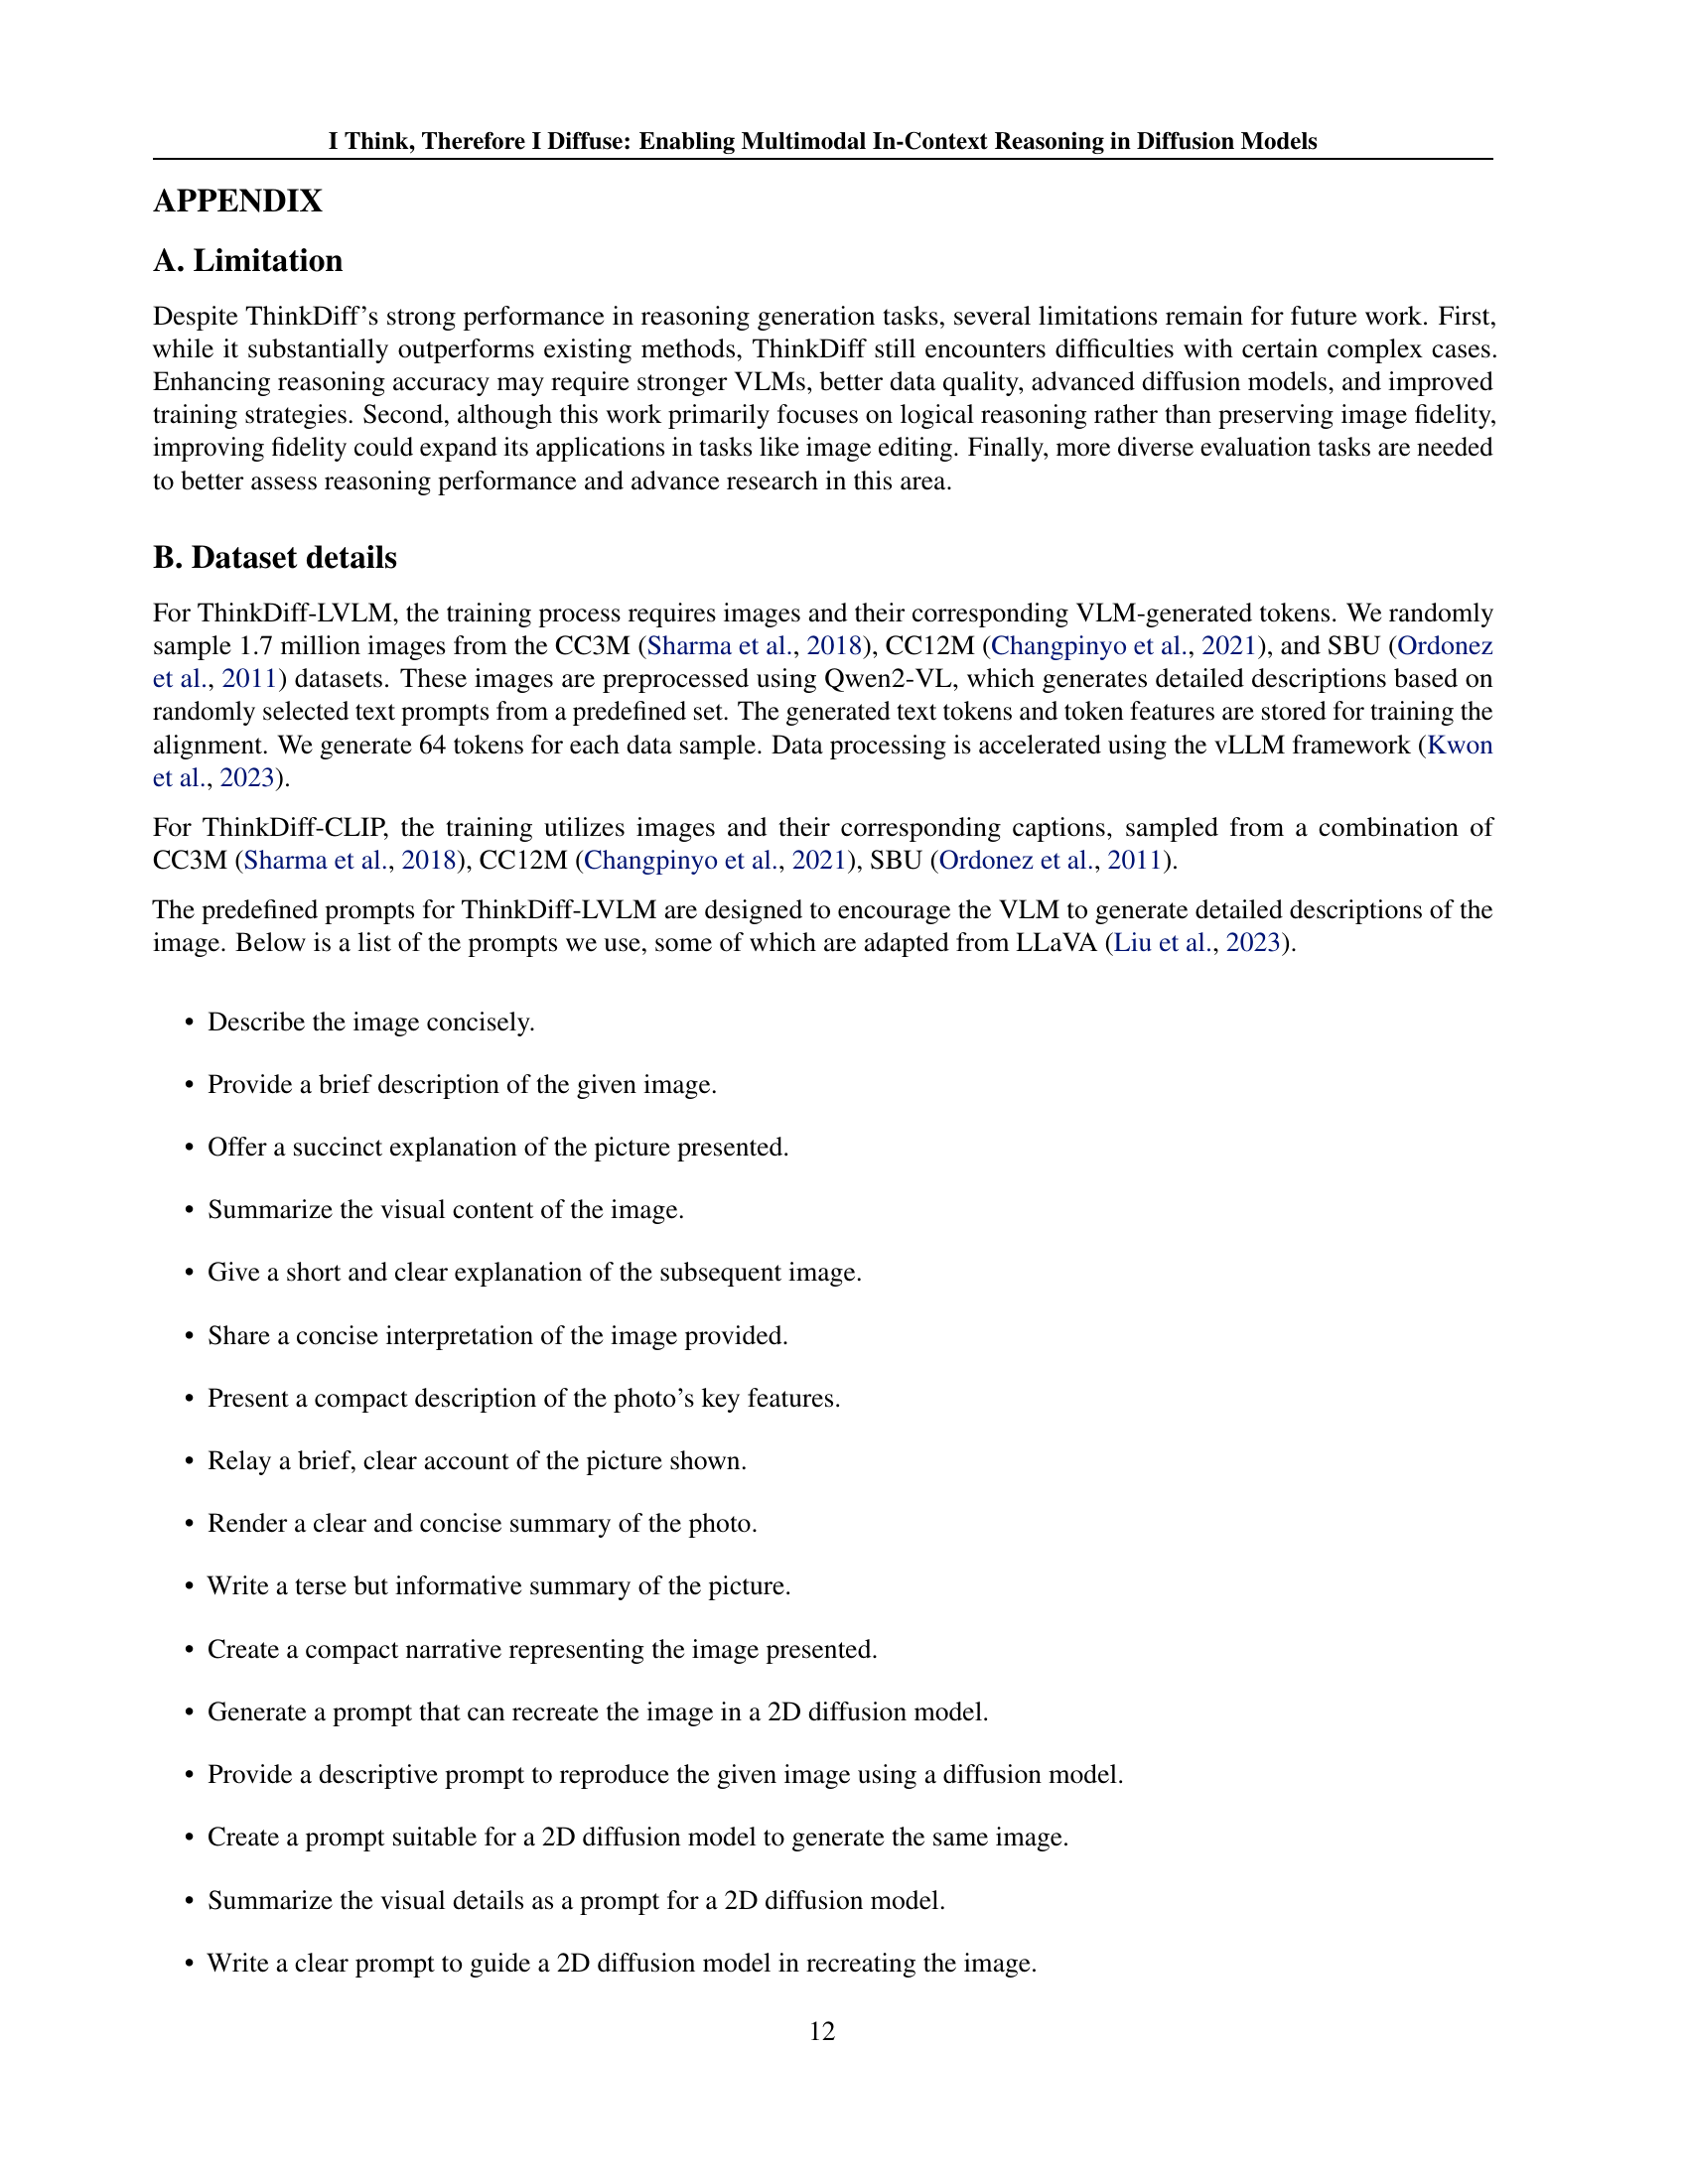 I Think, Therefore I Diffuse: Enabling Multimodal In-Context Reasoning in Diffusion Models
APPENDIX
A. Limitation
Despite ThinkDiff's strong performance in reasoning generation tasks, several limitations remain for future work. First,
while it substantially outperforms existing methods, ThinkDiff still encounters difficulties with certain complex cases.
Enhancing reasoning accuracy may require stronger VLMs, better data quality, advanced diffusion models, and improved
training strategies. Second, although this work primarily focuses on logical reasoning rather than preserving image fidelity,
improving fidelity could expand its applications in tasks like image editing. Finally, more diverse evaluation tasks are needed
to better assess reasoning performance and advance research in this area.
B. Dataset details
For ThinkDiff-LVLM, the training process requires images and their corresponding VLM-generated tokens. We randomly
sample 1.7 million images from the CC3M (Sharma et al., 2018), CC12M (Changpinyo et al., 2021), and SBU (Ordonez
et al., 2011) datasets. These images are preprocessed using Qwen2-VL, which generates detailed descriptions based on
randomly selected text prompts from a predefined set. The generated text tokens and token features are stored for training the
alignment. We generate 64 tokens for each data sample. Data processing is accelerated using the vLLM framework (Kwon
et al., 2023).
For ThinkDiff-CLIP, the training utilizes images and their corresponding captions, sampled from a combination of
CC3M (Sharma et al., 2018), CC12M (Changpinyo et al., 2021), SBU (Ordonez et al., 2011).
The predefined prompts for ThinkDiff-LVLM are designed to encourage the VLM to generate detailed descriptions of the
image. Below is a list of the prompts we use, some of which are adapted from LLaVA (Liu et al., 2023).
• Describe the image concisely.
• Provide a brief description of the given image.
• Offer a succinct explanation of the picture presented.
• Summarize the visual content of the image.
• Give a short and clear explanation of the subsequent image.
• Share a concise interpretation of the image provided.
• Present a compact description of the photo's key features.
• Relay a brief, clear account of the picture shown.
• Render a clear and concise summary of the photo.
• Write a terse but informative summary of the picture.
• Create a compact narrative representing the image presented.
• Generate a prompt that can recreate the image in a 2D diffusion model.
• Provide a descriptive prompt to reproduce the given image using a diffusion model.
• Create a prompt suitable for a 2D diffusion model to generate the same image.
• Summarize the visual details as a prompt for a 2D diffusion model.
• Write a clear prompt to guide a 2D diffusion model in recreating the image.
12